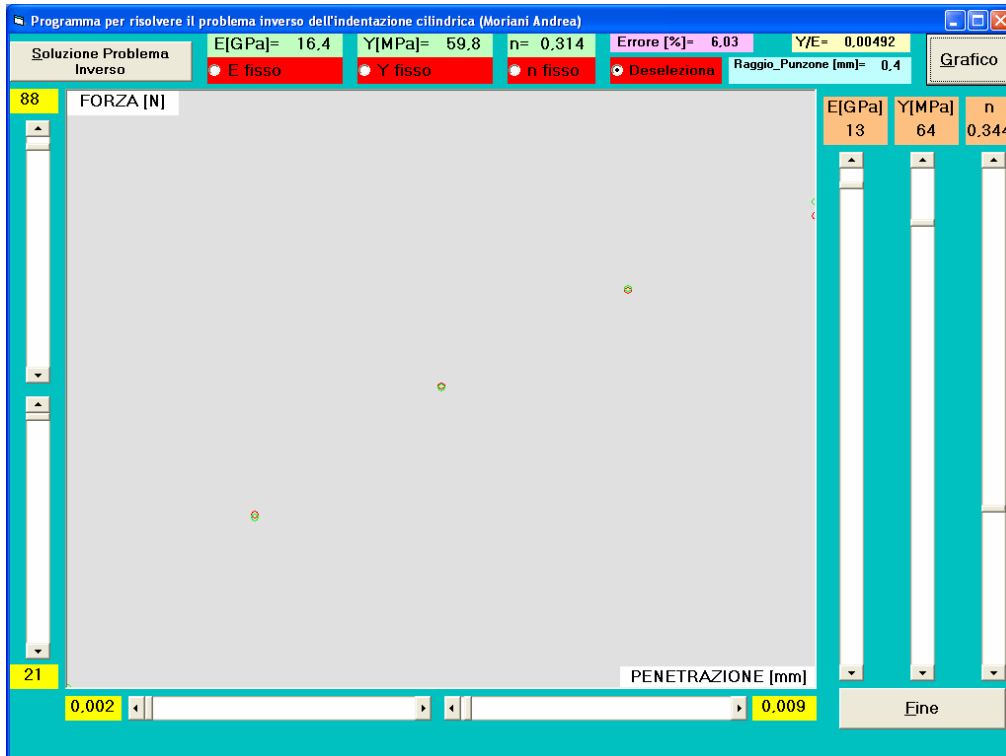 Programma per risolvere il problema inverso dell'indentazione cilindrica (Moriani Andrea)
Soluzione Problema
Inverso
E[GPa]= 16,4
Y[MPa]= 59,8
n= 0,314
Errore [%]= 6,03
Y/E= 0,00492
Grafico
E fisso
Y fisso
n fisso
Deseleziona
Raggio_Punzone [mm]= 0,4
88
FORZA [N]
E[GPa]
13
Y[MPa]
64
n
0,344
21
PENETRAZIONE [mm]
0,002
0,009
Fine